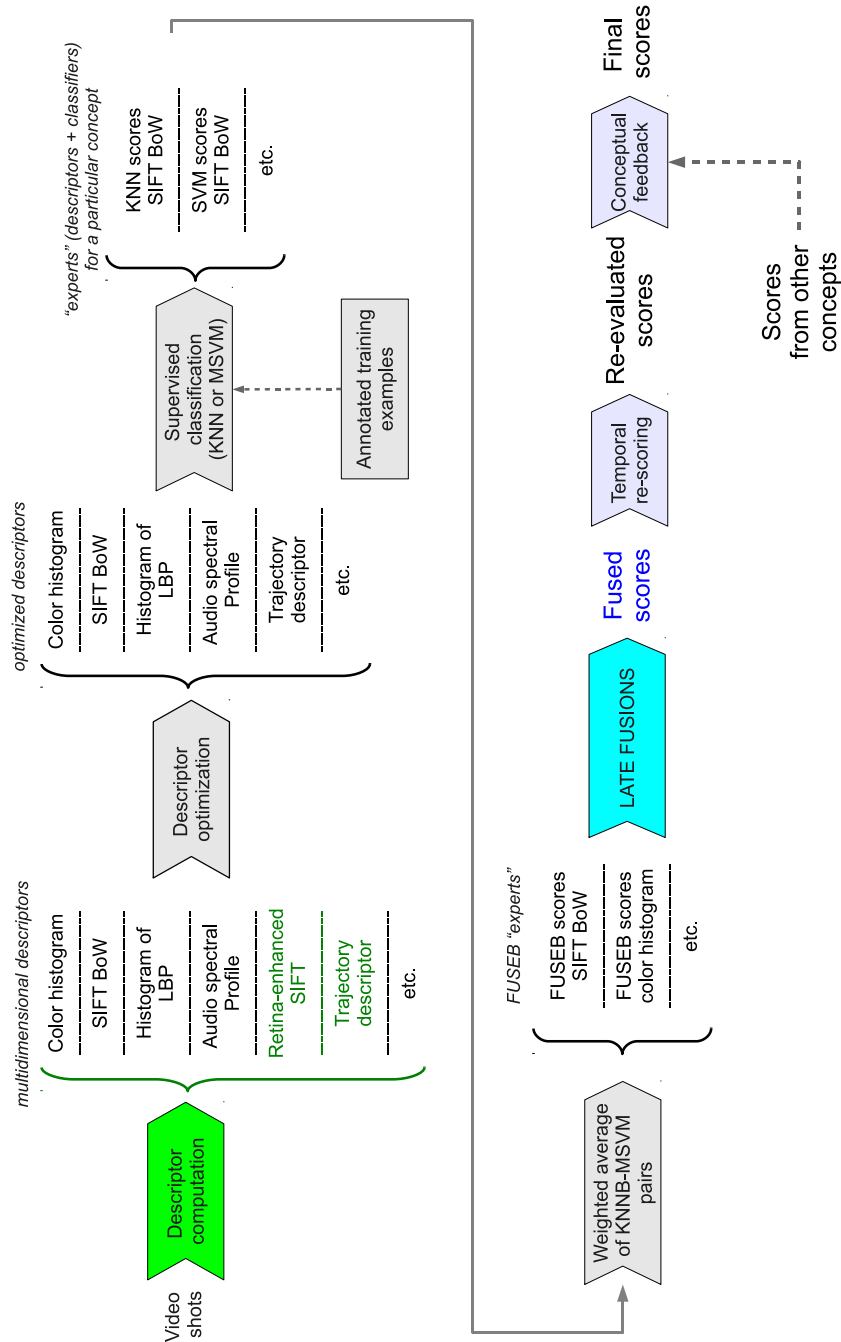 Video
shots
Descriptor
computation
multidimensional descriptors
Color histogram
SIFT BoW
Histogram of
LBP
Audio spectral
Profile
Retina-enhanced
SIFT
Trajectory
descriptor
etc.
Descriptor
optimization
optimized descriptors
Color histogram
SIFT BoW
Histogram of
LBP
Audio spectral
Profile
Trajectory
descriptor
etc.
Supervised
classification
(KNN or MSVM)
Annotated training
examples
“experts” (descriptors + classifiers)
for a particular concept
KNN scores
SIFT BoW
SVM scores
SIFT BoW
etc.
Weighted average
of KNNB-MSVM
pairs
FUSEB “experts”
FUSEB scores
SIFT BoW
FUSEB scores
color histogram
etc.
LATE FUSIONS
Fused
scores
Temporal
re-scoring
Re-evaluated
scores
Conceptual
feedback
Final
scores
Scores
from other
concepts